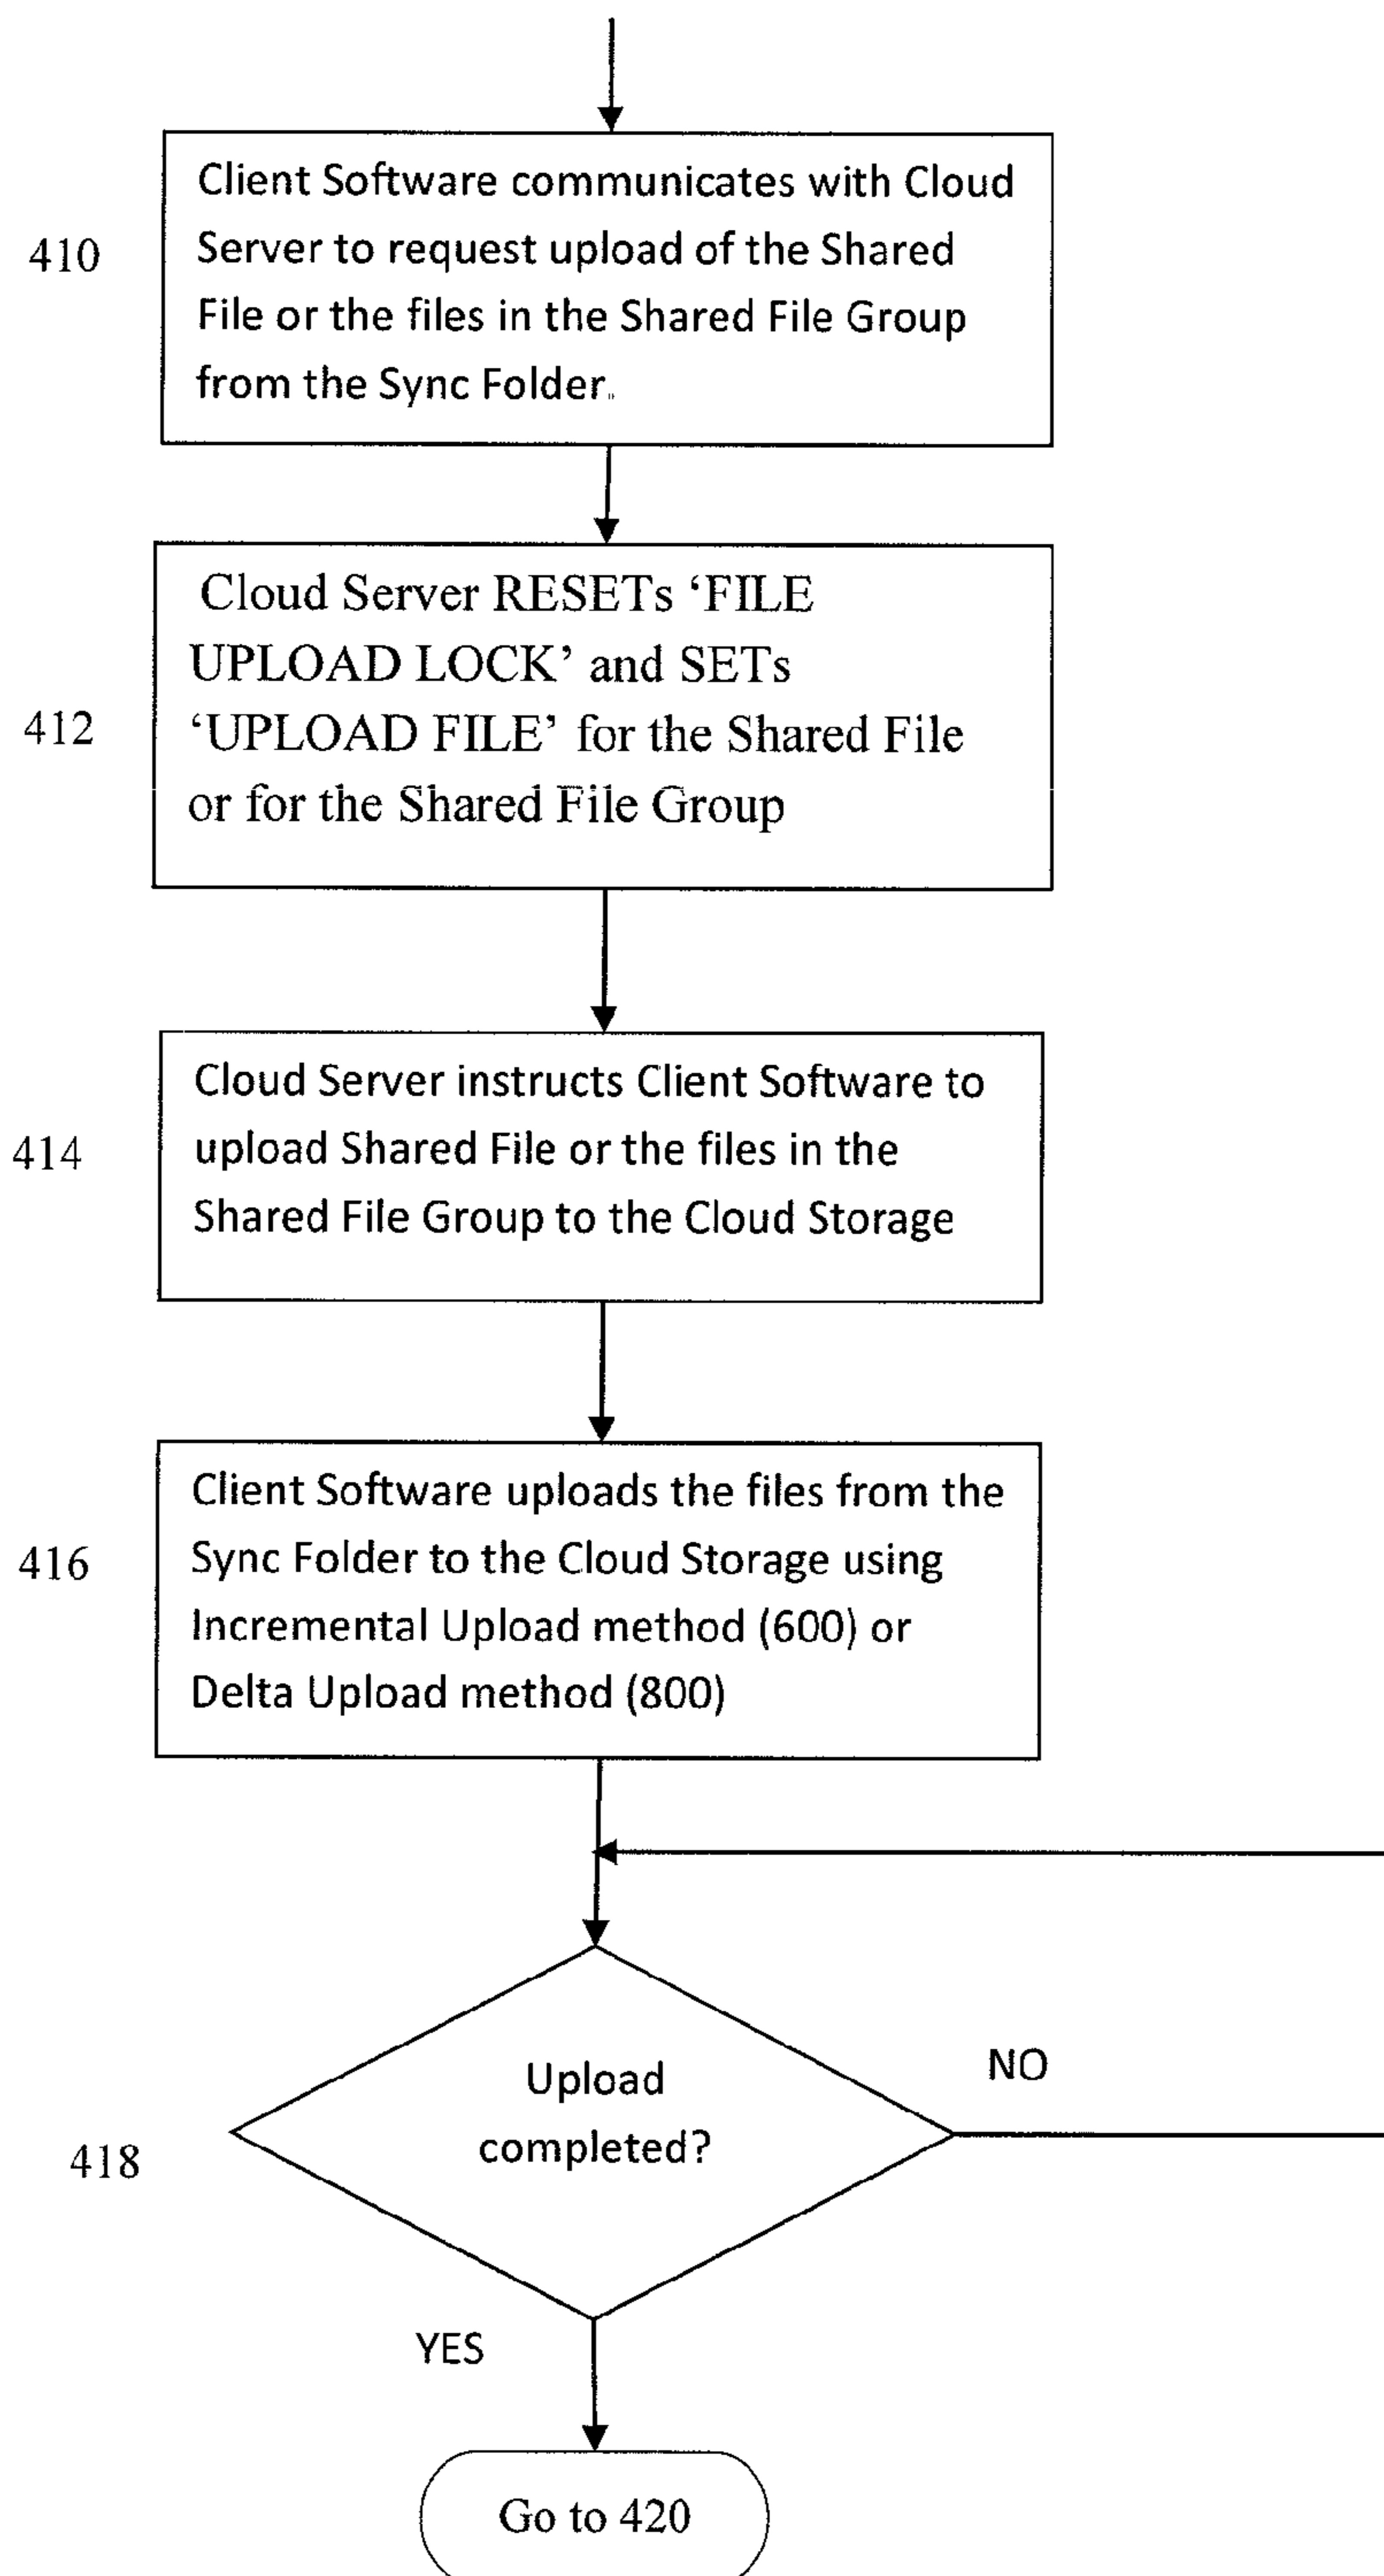 410
Client Software communicates with Cloud
Server to request upload of the Shared
File or the files in the Shared File Group
from the Sync Folder.
412
Cloud Server RESETs ‘FILE
UPLOAD LOCK’ and SETs
‘UPLOAD FILE’ for the Shared File
or for the Shared File Group
414
Cloud Server instructs Client Software to
upload Shared File or the files in the
Shared File Group to the Cloud Storage
416
Client Software uploads the files from the
Sync Folder to the Cloud Storage using
Incremental Upload method (600) or
Delta Upload method (800)
418
Upload
completed?
NO
YES
Go to 420